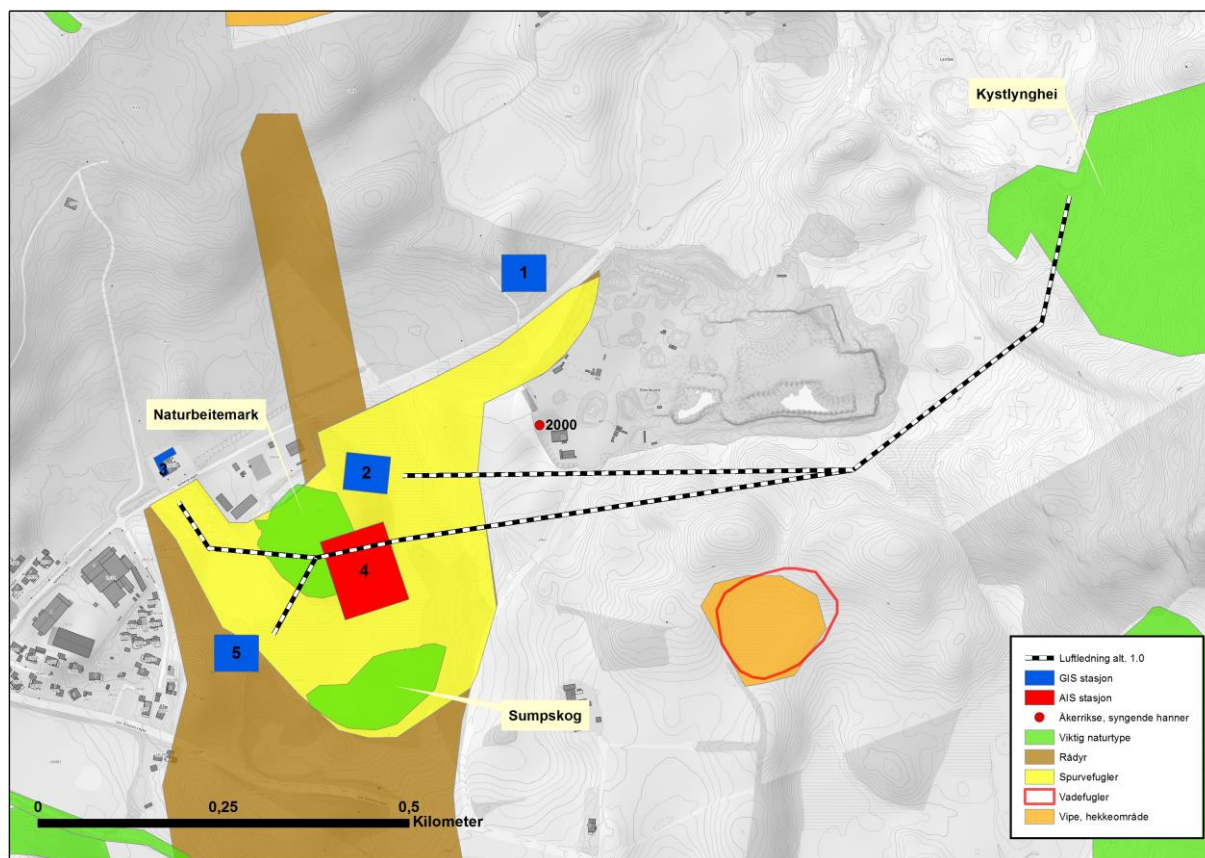 Kystlynghei
1
Naturbeitemark
2000
3
2
4
5
Sumpskog
0
0,25
0,5
Kilometer
Luftledning alt. 1.0
GIS stasjon
AIS stasjon
Åkerrikse, syngende hanner
Viktig naturtype
Rådyr
Spurvefugler
Vadefugler
Vipe, hekkeområde